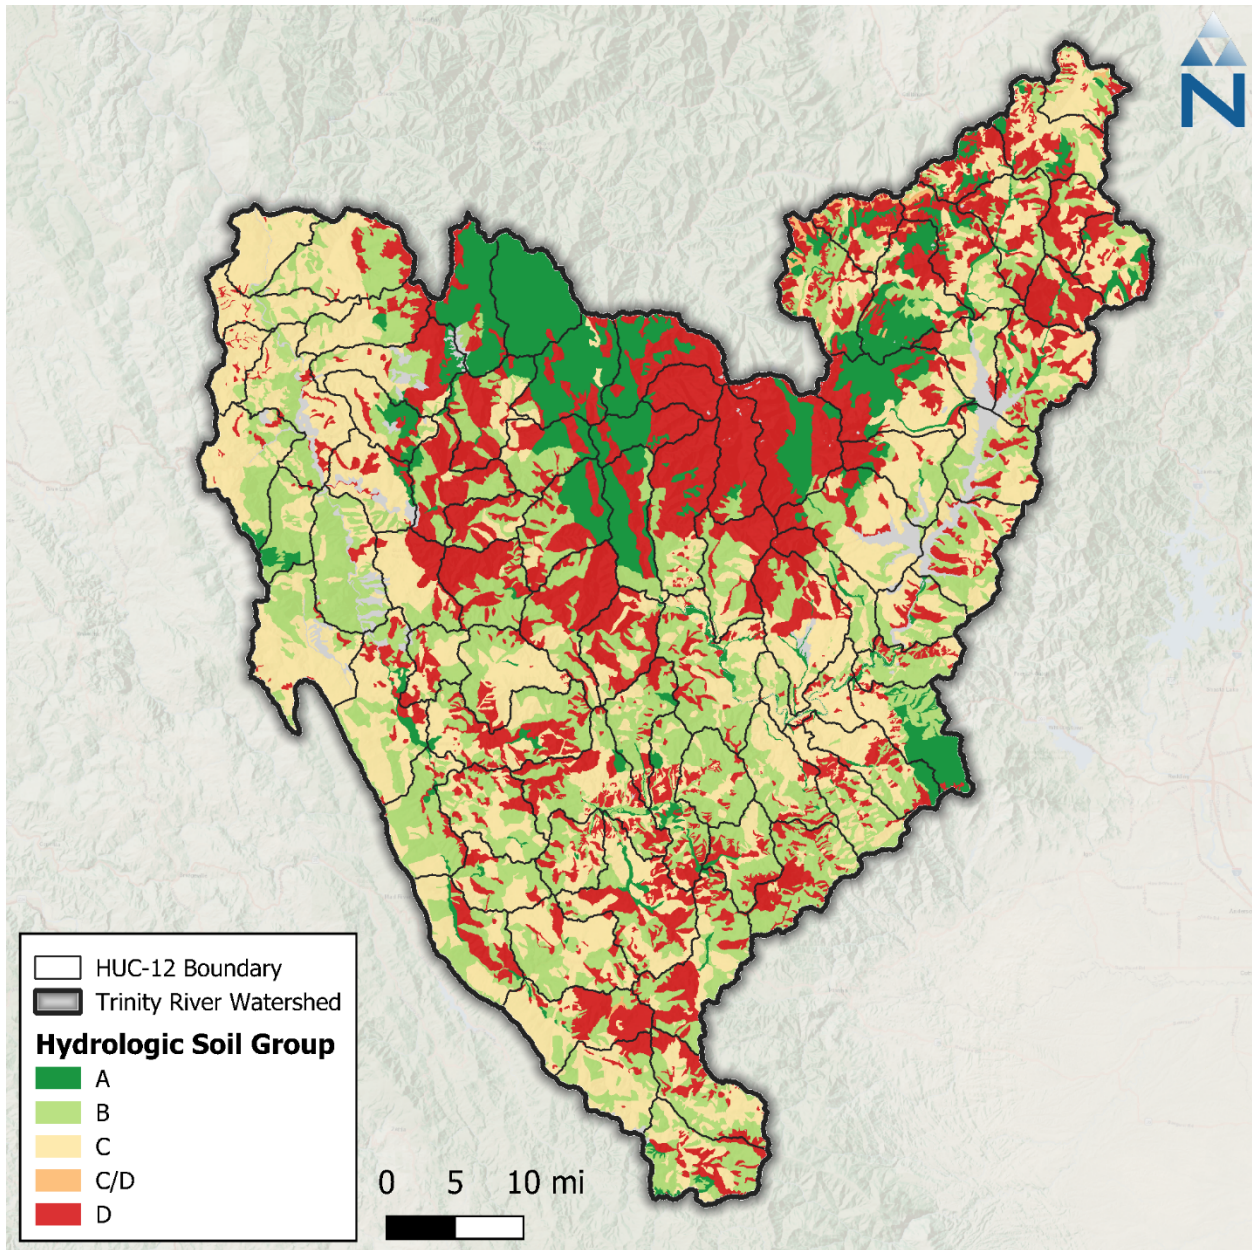 N
HUC-12 Boundary
Trinity River Watershed
Hydrologic Soil Group
A
B
C
C/D
D
0 5 10 mi